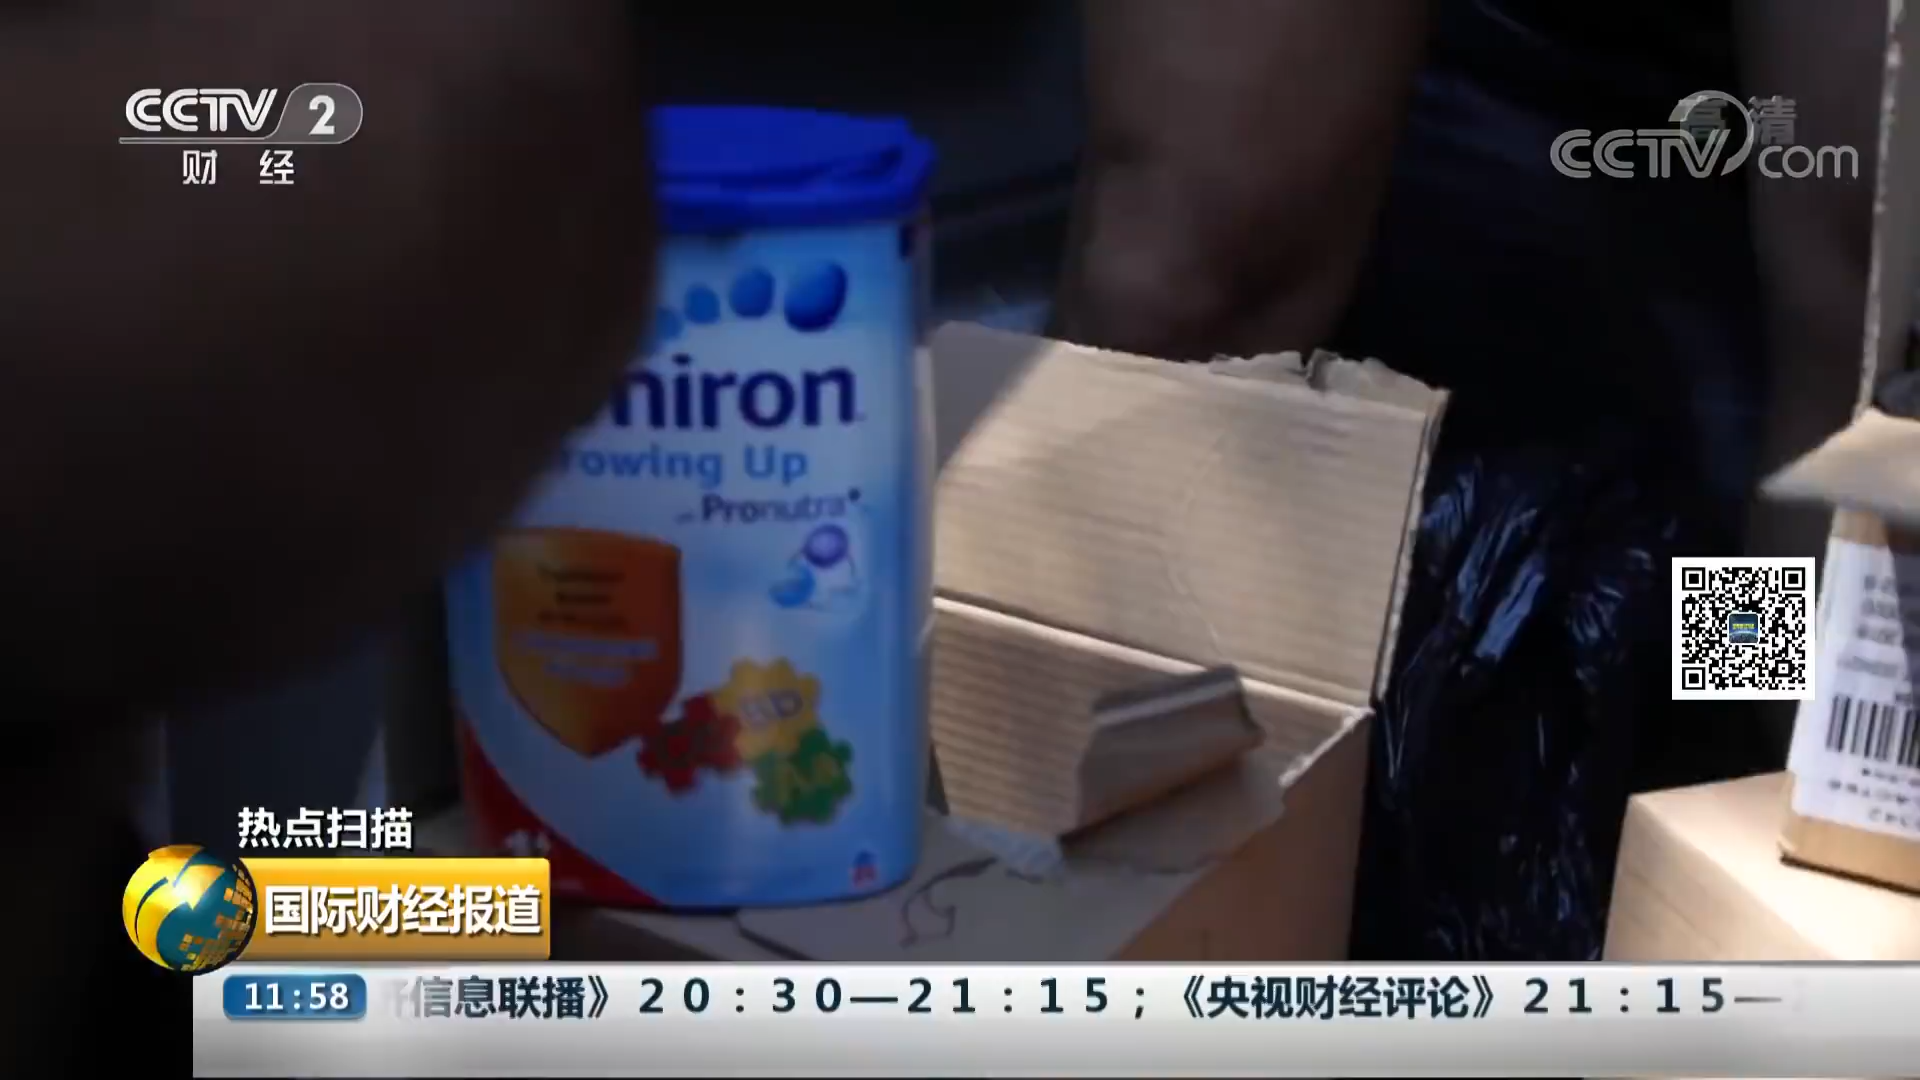 CCTV 2
财 经
高清
CCTV com
niron
rowing Up
Pronutra+
热点扫描
国际财经报道
11:58
信息联播》20:30—21:15；《央视财经评论》21:15—